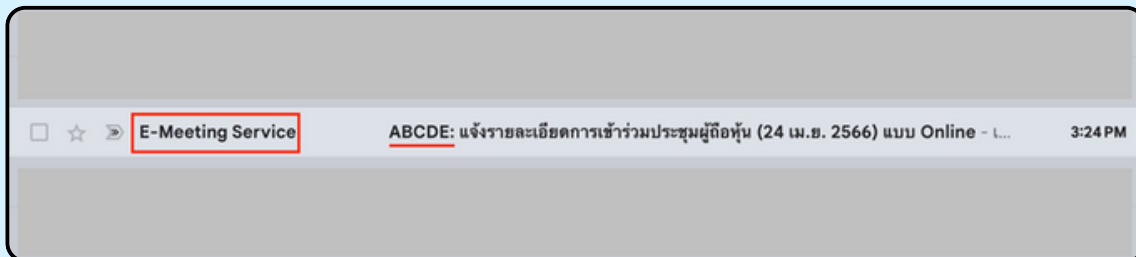 E-Meeting Service ABCDE: แจ้งรายละเอียดการเข้าร่วมประชุมผู้ถือหุ้น (24 เม.ย. 2566) แบบ Online - เ... 3:24 PM